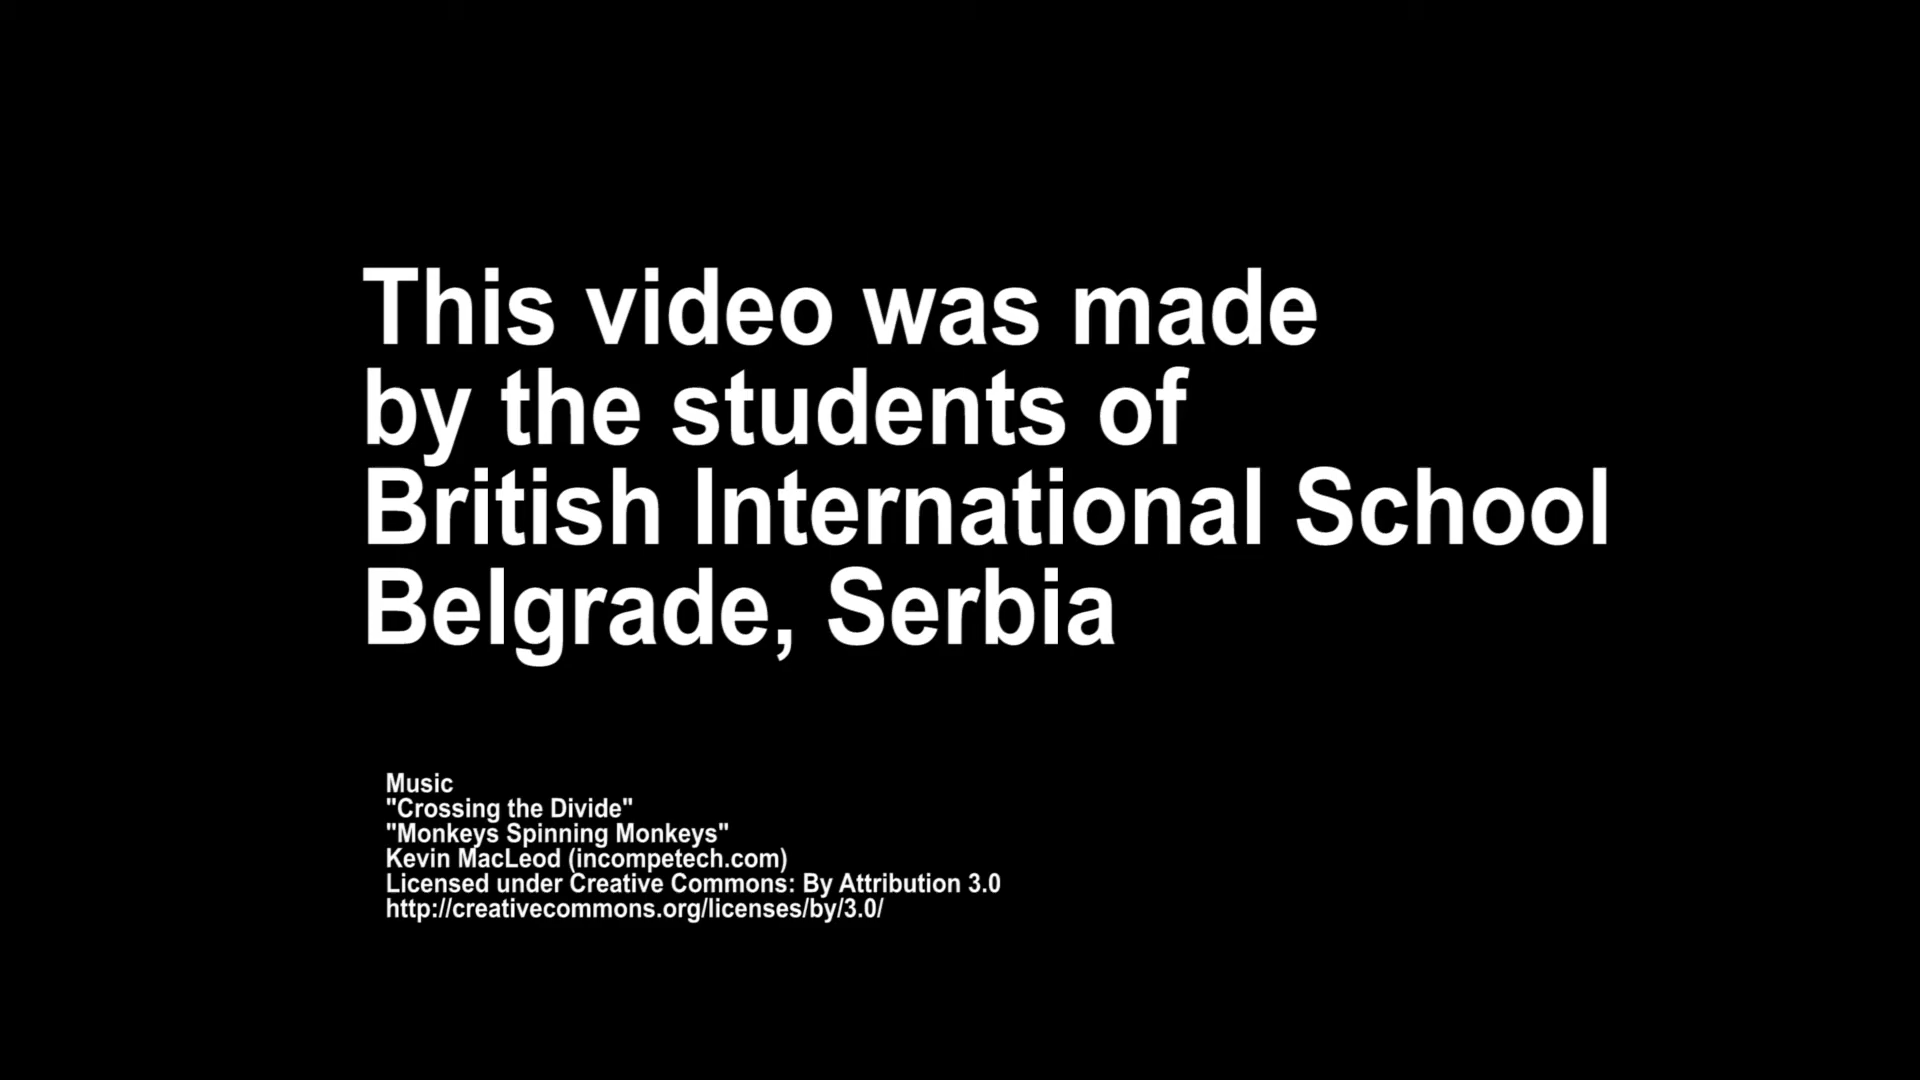 This video was made
by the students of
British International School
Belgrade, Serbia
Music
"Crossing the Divide"
"Monkeys Spinning Monkeys"
Kevin MacLeod (incompetech.com)
Licensed under Creative Commons: By Attribution 3.0
http://creativecommons.org/licenses/by/3.0/